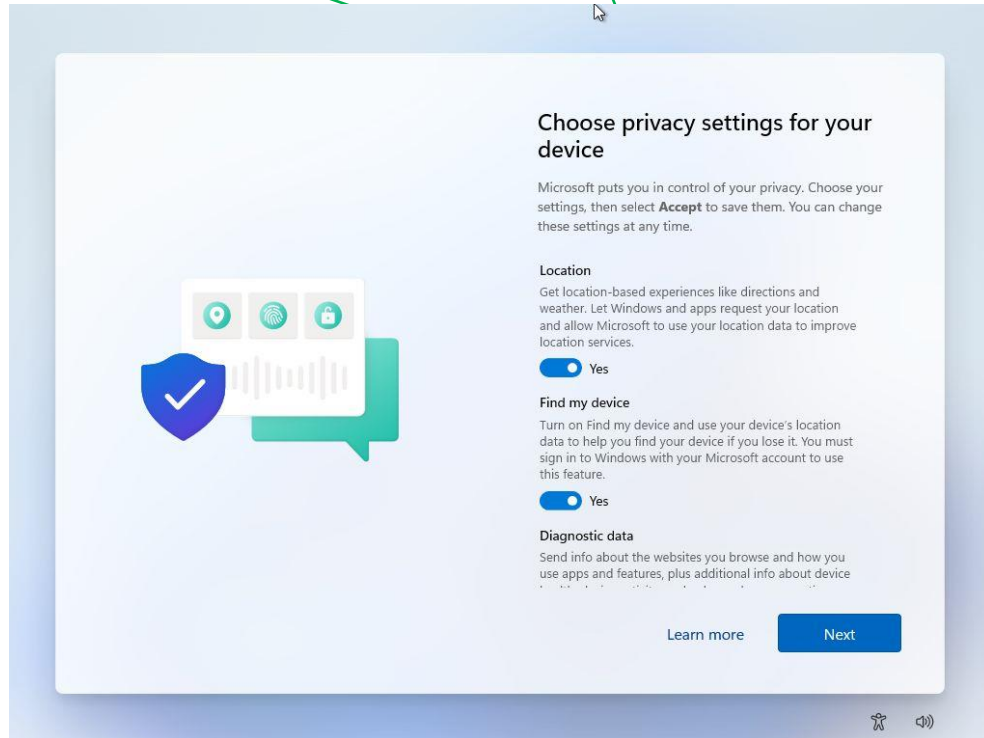 Choose privacy settings for your
device
Microsoft puts you in control of your privacy. Choose your
settings, then select Accept to save them. You can change
these settings at any time.
Location
Get location-based experiences like directions and
weather. Let Windows and apps request your location
and allow Microsoft to use your location data to improve
location services.
Yes
Find my device
Turn on Find my device and use your device's location
data to help you find your device if you lose it. You must
sign in to Windows with your Microsoft account to use
this feature.
Yes
Diagnostic data
Send info about the websites you browse and how you
use apps and features, plus additional info about device
Learn more
Next